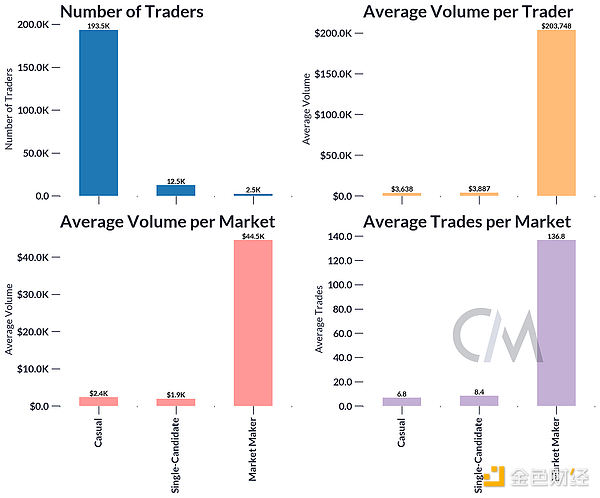 Number of Traders
Average Volume per Trader
200.0K
150.0K
100.0K
50.0K
0.0
Number of Traders
193.5K
12.5K
2.5K
$200.0K
$150.0K
$100.0K
$50.0K
$0.0
Average Volume
$3,638
$3,887
$203,748
Average Volume per Market
Average Trades per Market
$40.0K
$30.0K
$20.0K
$10.0K
$0.0
Average Volume
$2.4K
$1.9K
$44.5K
Casual
Single-Candidate
Market Maker
140.0
120.0
100.0
80.0
60.0
40.0
20.0
0.0
Average Trades
6.8
8.4
136.8
CM
Casual
Single-Candidate
Market Maker
金色财经